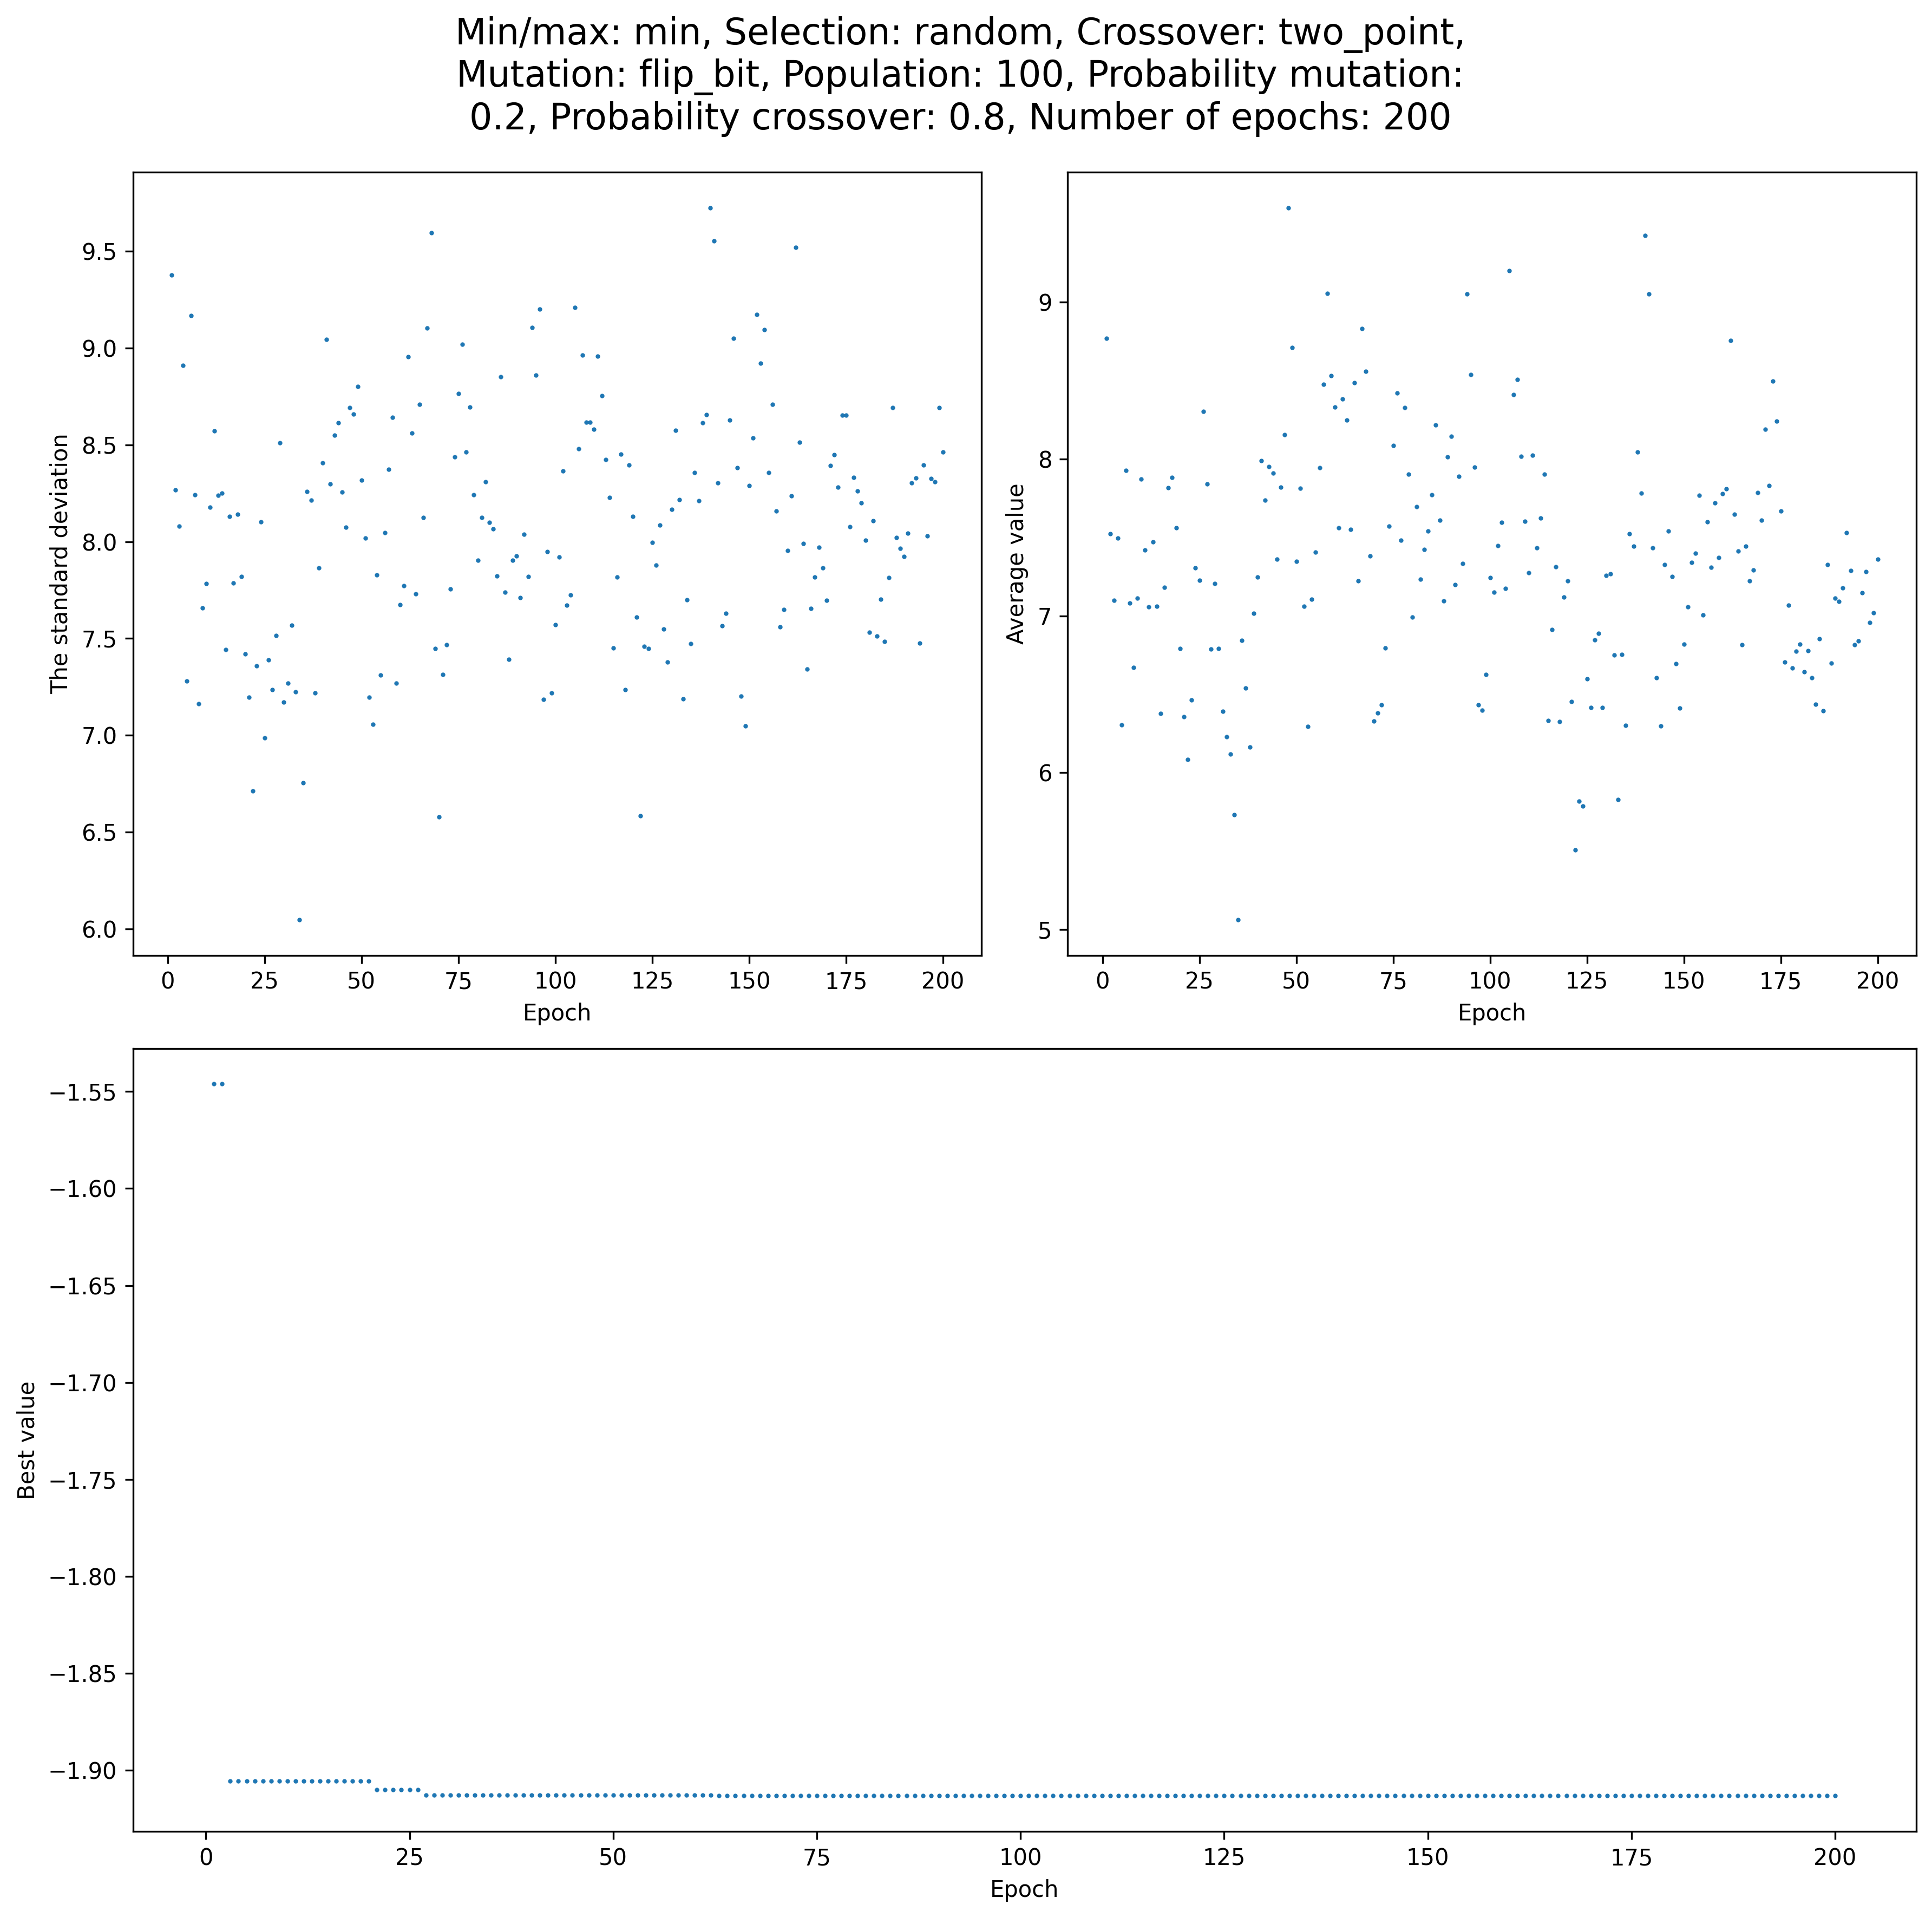 Min/max: min, Selection: random, Crossover: two_point,
Mutation: flip_bit, Population: 100, Probability mutation:
0.2, Probability crossover: 0.8, Number of epochs: 200
The standard deviation
9.5
9.0
8.5
8.0
7.5
7.0
6.5
6.0
0 25 50 75 100 125 150 175 200
Epoch
Average value
9
8
7
6
5
0 25 50 75 100 125 150 175 200
Epoch
Best value
−1.55
−1.60
−1.65
−1.70
−1.75
−1.80
−1.85
−1.90
0 25 50 75 100 125 150 175 200
Epoch